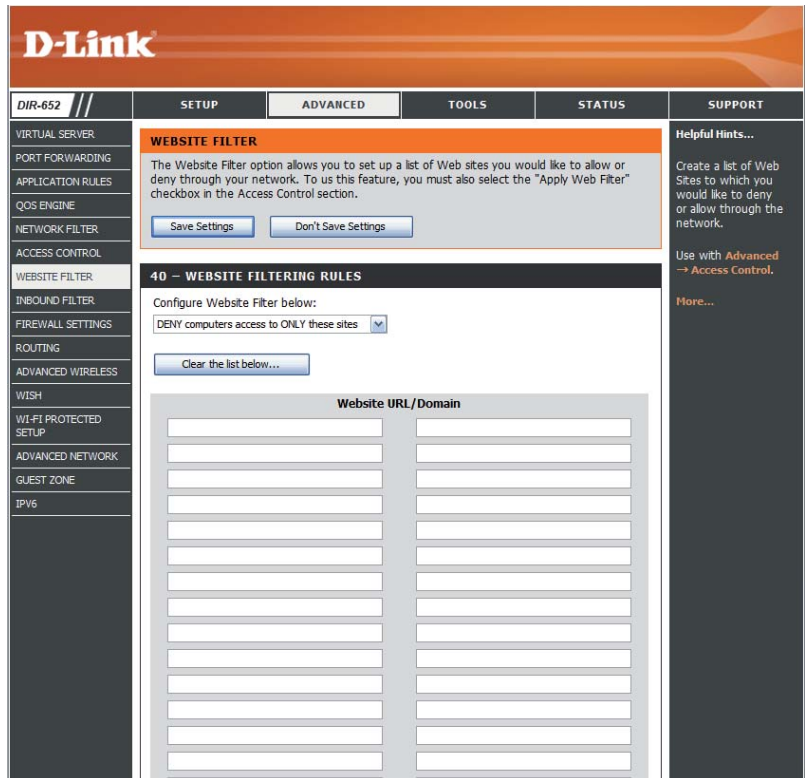 D-Link
DIR-652
SETUP
ADVANCED
TOOLS
STATUS
SUPPORT
VIRTUAL SERVER
PORT FORWARDING
APPLICATION RULES
QOS ENGINE
NETWORK FILTER
ACCESS CONTROL
WEBSITE FILTER
INBOUND FILTER
FIREWALL SETTINGS
ROUTING
ADVANCED WIRELESS
WISH
WI-FI PROTECTED
SETUP
ADVANCED NETWORK
GUEST ZONE
IPV6
WEBSITE FILTER
The Website Filter option allows you to set up a list of Web sites you would like to allow or
deny through your network. To us this feature, you must also select the "Apply Web Filter"
checkbox in the Access Control section.
Save Settings
Don't Save Settings
40 – WEBSITE FILTERING RULES
Configure Website Filter below:
DENY computers access to ONLY these sites
Clear the list below...
Website URL/Domain
Helpful Hints...
Create a list of Web
Sites to which you
would like to deny
or allow through the
network.
Use with Advanced
→ Access Control.
More...